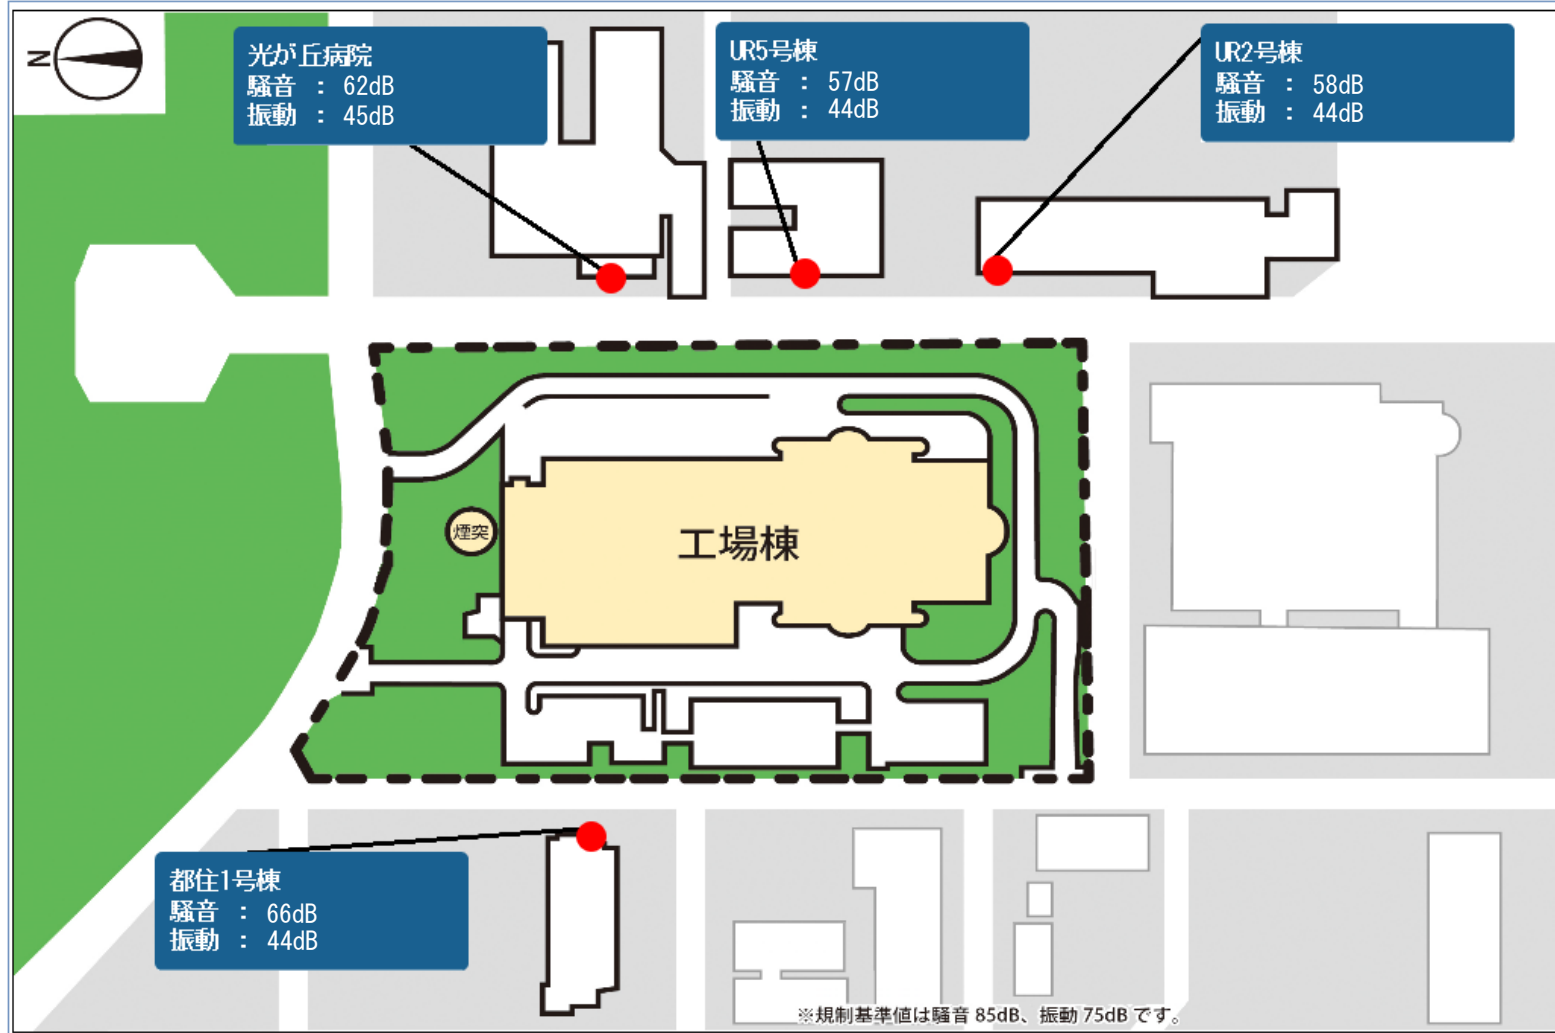 N
光が丘病院
騒音 : 62dB
振動 : 45dB
UR5号棟
騒音 : 57dB
振動 : 44dB
UR2号棟
騒音 : 58dB
振動 : 44dB
煙突
工場棟
都住1号棟
騒音 : 66dB
振動 : 44dB
※規制基準値は騒音 85dB、振動 75dB です。